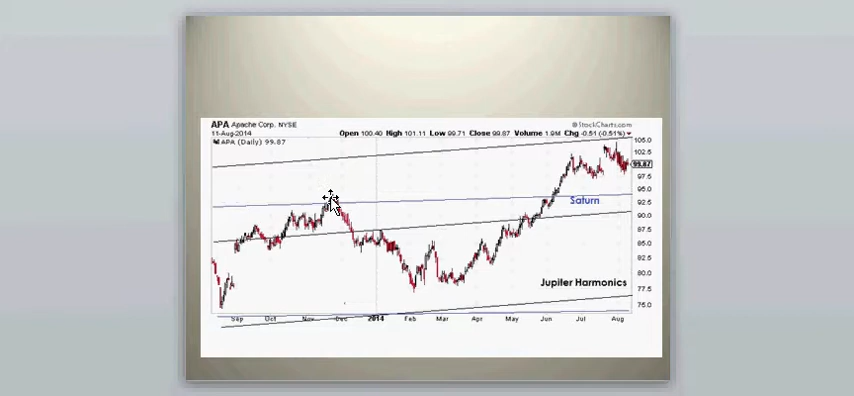 APA Apache Corp. NYSE
© StockCharts.com
11-Aug-2014
Open 100.40 High 101.11 Low 99.71 Close 99.87 Volume 1.9M Chg -0.51 (-0.51%)
APA (Daily) 99.87
105.0
102.5
99.87
97.5
95.0
92.5
90.0
87.5
85.0
82.5
80.0
77.5
75.0
Saturn
Jupiter Harmonics
Sep Oct Nov Dec 2014 Feb Mar Apr May Jun Jul Aug